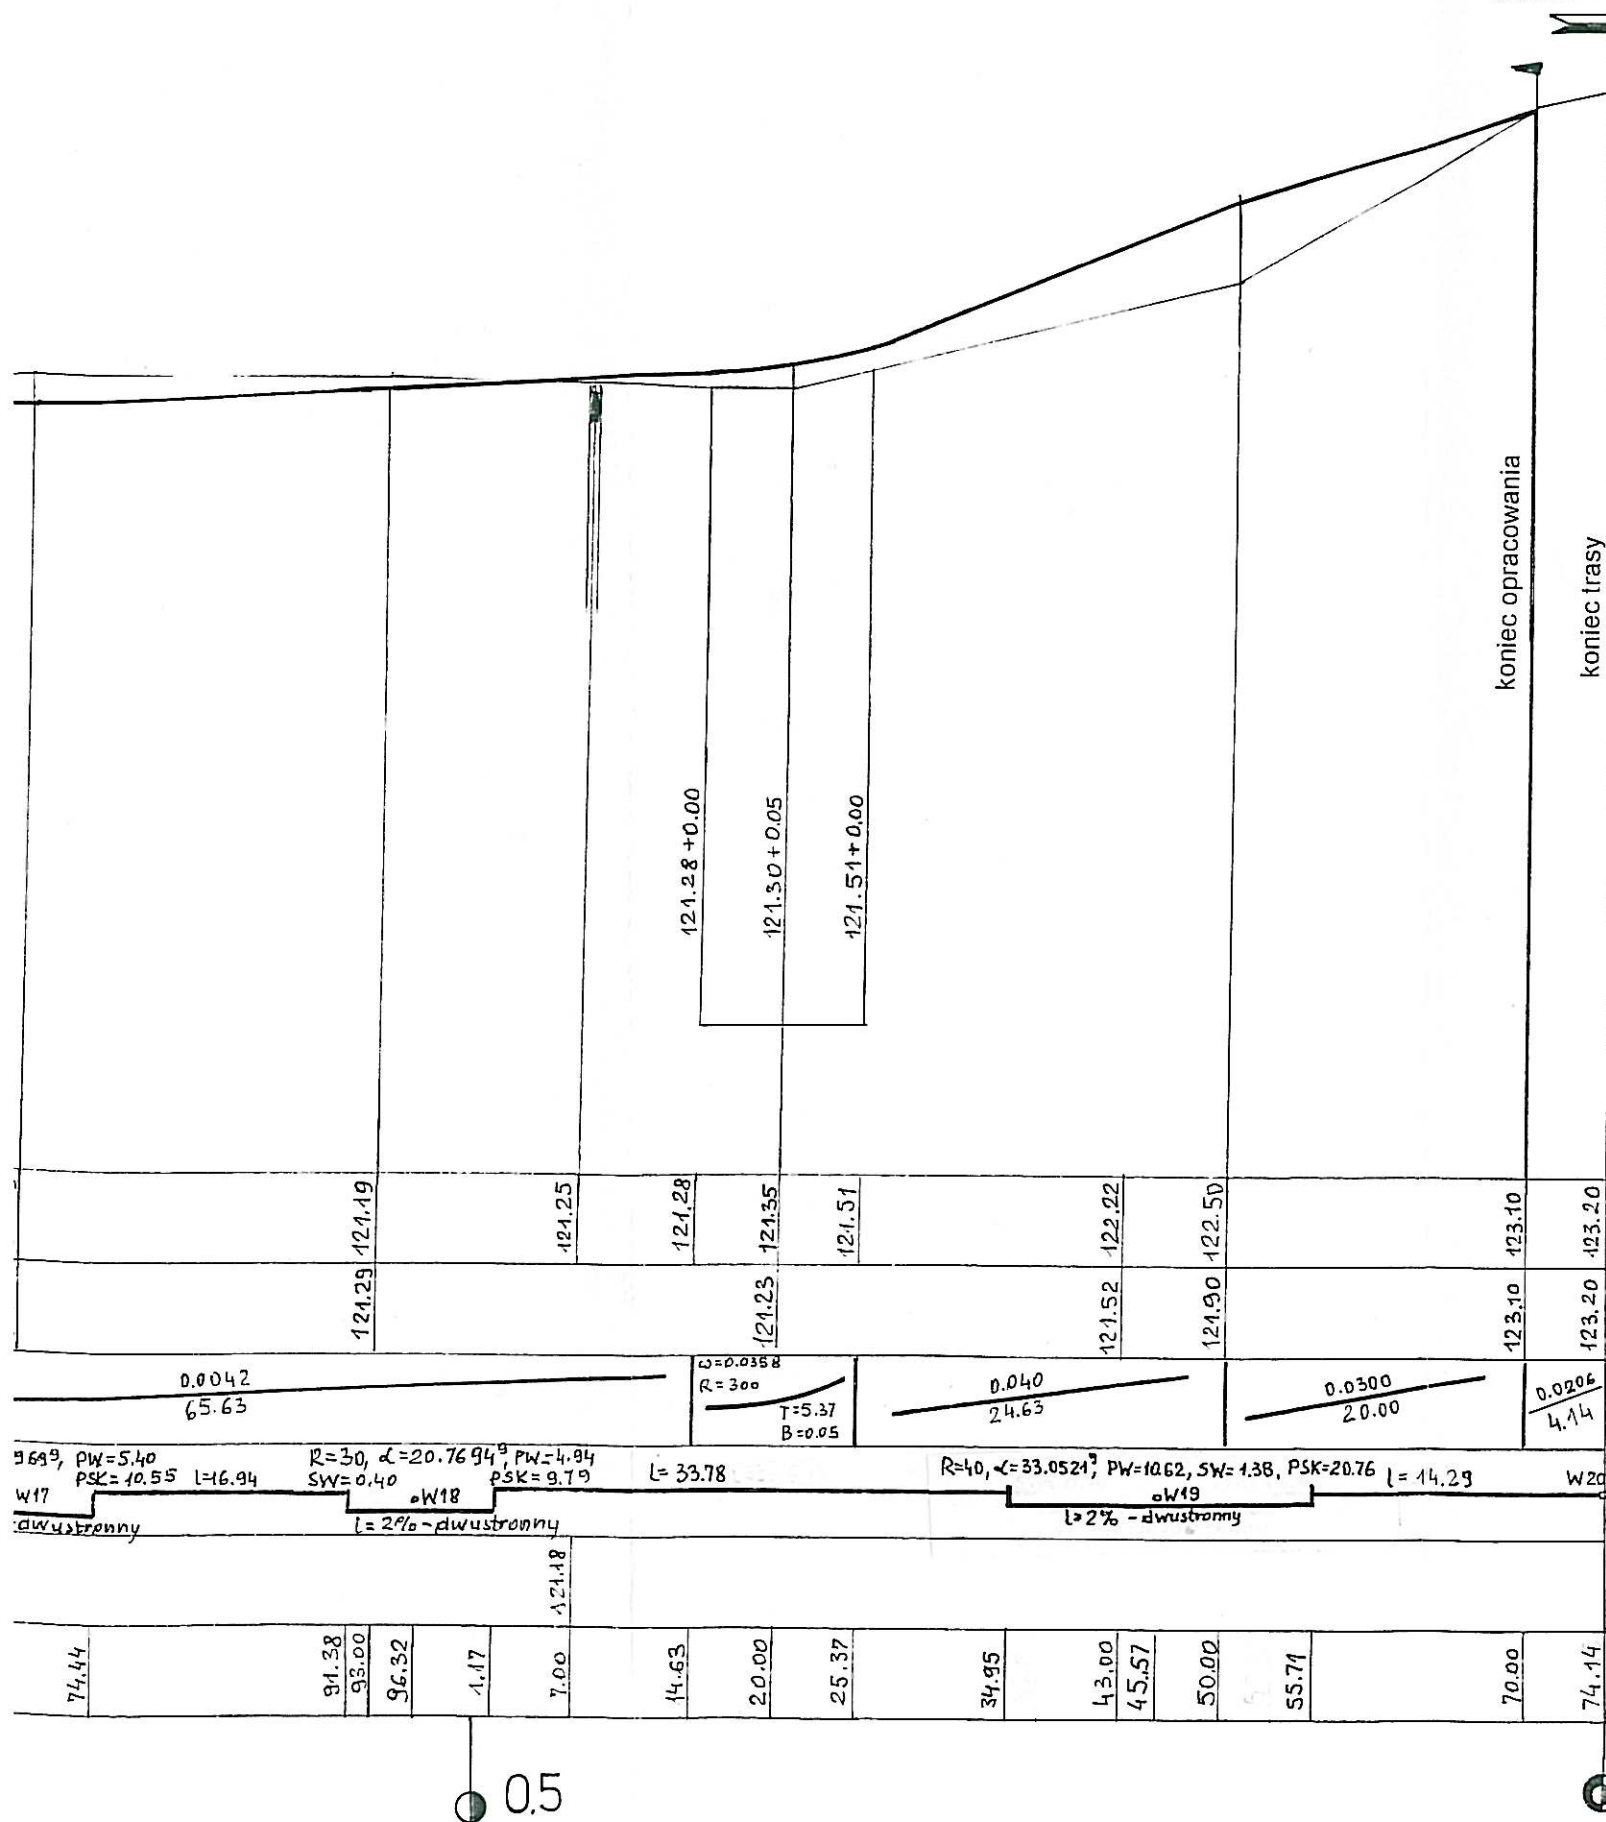 koniec opracowania
koniec trasy
121.28+0.00
121.30+0.05
121.51+0.00
121.19 121.25 121.28 121.35 121.51 122.22 122.50 123.10 123.20
121.29 121.23 121.52 121.90 123.10 123.20
0.0042
65.63
ω=0.0358
R=300
T=5.37
B=0.05
0.040
24.63
0.0300
20.00
0.0206
4.14
969g, PW=5.40 R=30, α=20.7694g, PW=4.94
PSK=10.55 l=16.94 SW=0.40 PSK=9.79 L=33.78 R=40, α=33.0521g, PW=10.62, SW=1.38, PSK=20.76 l=14.29
W17 W18 W19 W20
dwustronny i=2% - dwustronny i=2% - dwustronny
121.18
74.44 91.38 93.00 96.32 1.17 7.00 14.63 20.00 25.37 34.95 43.00 45.57 50.00 55.71 70.00 74.14
0.5